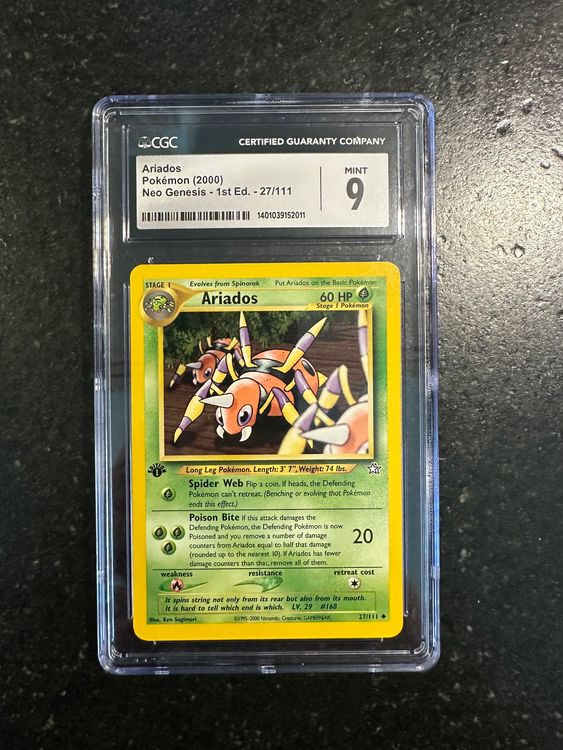 CGC
CERTIFIED GUARANTY COMPANY
Ariados
Pokémon (2000)
Neo Genesis - 1st Ed. - 27/111
MINT
9
1401039152011
STAGE 1
Evolves from Spinarak
Put Ariados on the Basic Pokémon
Ariados
60 HP
Stage 1 Pokémon
EDITION
1
Long Leg Pokémon. Length: 3' 7", Weight: 74 lbs.
Spider Web Flip a coin. If heads, the Defending
Pokémon can't retreat. (Benching or evolving that Pokémon
ends this effect.)
Poison Bite If this attack damages the
Defending Pokémon, the Defending Pokémon is now
Poisoned and you remove a number of damage
counters from Ariados equal to half that damage
(rounded up to the nearest 10). If Ariados has fewer
damage counters than that, remove all of them.
20
weakness
resistance
retreat cost
It spins string not only from its rear but also from its mouth.
It is hard to tell which end is which. LV. 29 #168
Illus. Ken Sugimori
©1995-2000 Nintendo, Creatures, GAMEFREAK.
27/111